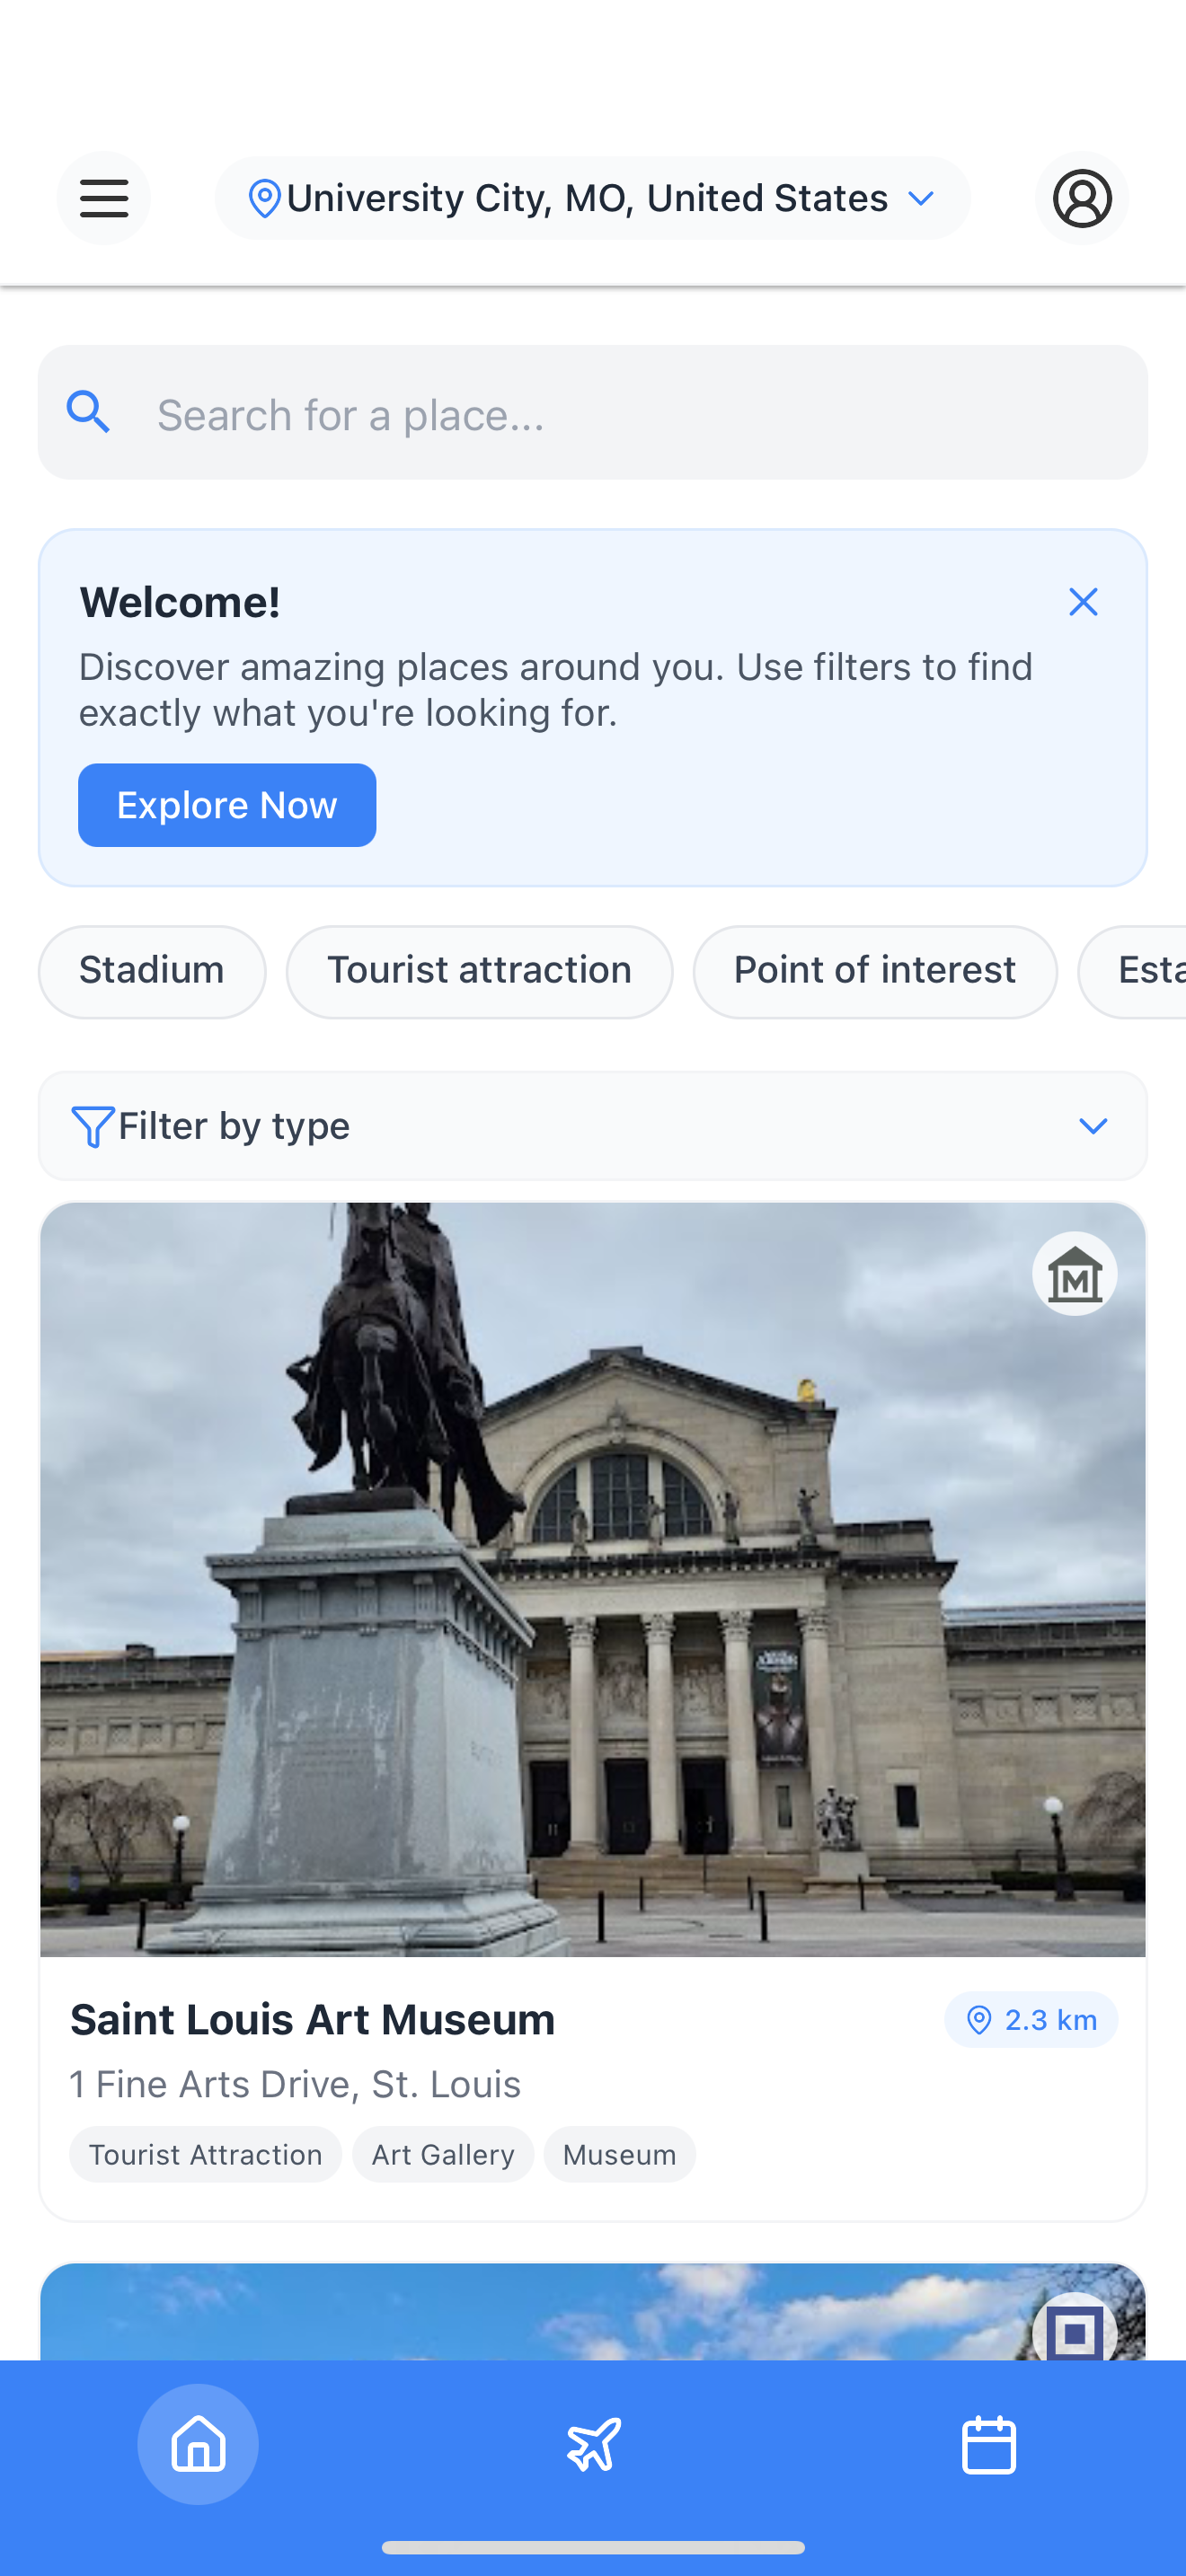 University City, MO, United States
Search for a place...
Welcome!
Discover amazing places around you. Use filters to find
exactly what you're looking for.
Explore Now
Stadium
Tourist attraction
Point of interest
Esta
Filter by type
M
Saint Louis Art Museum
2.3 km
1 Fine Arts Drive, St. Louis
Tourist Attraction
Art Gallery
Museum